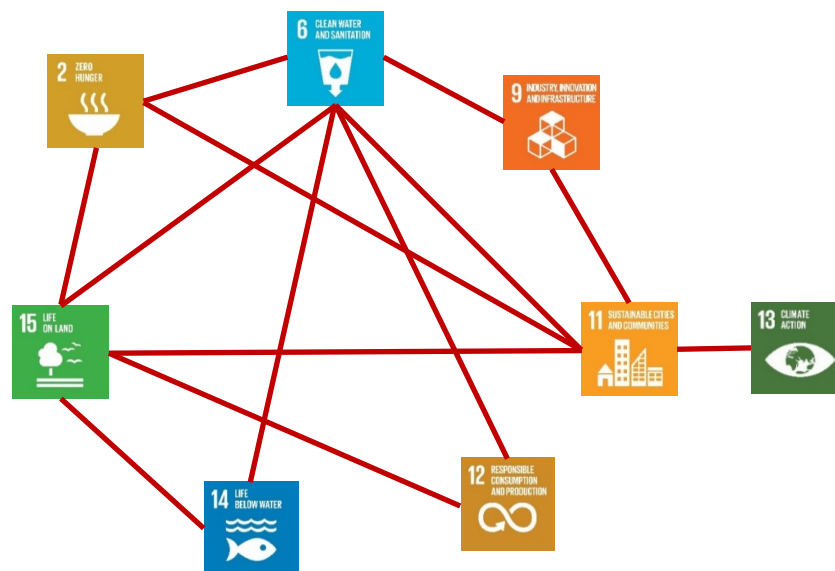 6 CLEAN WATER
AND SANITATION
2 ZERO
HUNGER
9 INDUSTRY, INNOVATION
AND INFRASTRUCTURE
15 LIFE
ON LAND
11 SUSTAINABLE CITIES
AND COMMUNITIES
13 CLIMATE
ACTION
12 RESPONSIBLE
CONSUMPTION
AND PRODUCTION
14 LIFE
BELOW WATER